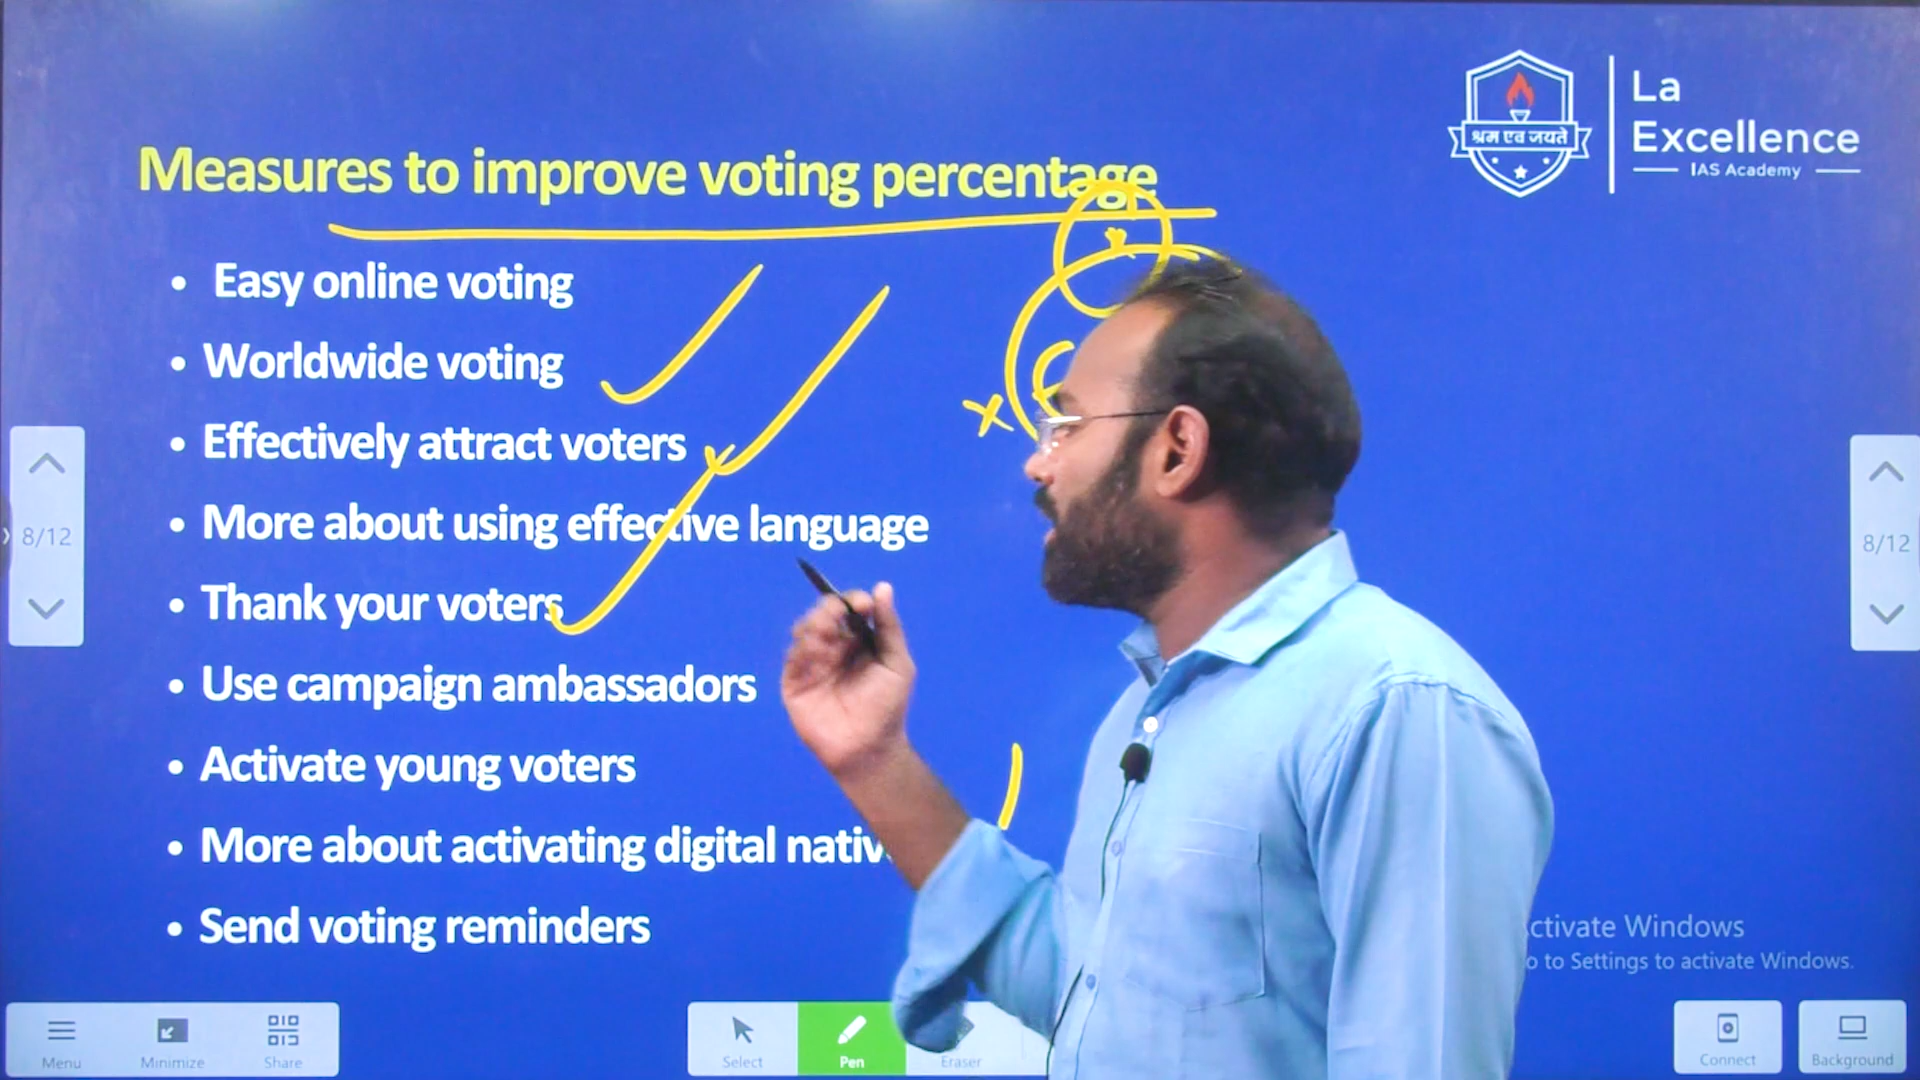 La
Excellence
IAS Academy
श्रम एव जयते
Measures to improve voting percentage
• Easy online voting
• Worldwide voting
• Effectively attract voters
• More about using effective language
• Thank your voters
• Use campaign ambassadors
• Activate young voters
• More about activating digital
• Send voting reminders
8/12
8/12
Windows
to Settings to activate Windows.
Menu
Minimize
Share
Select
Pen
Eraser
Connect
Background